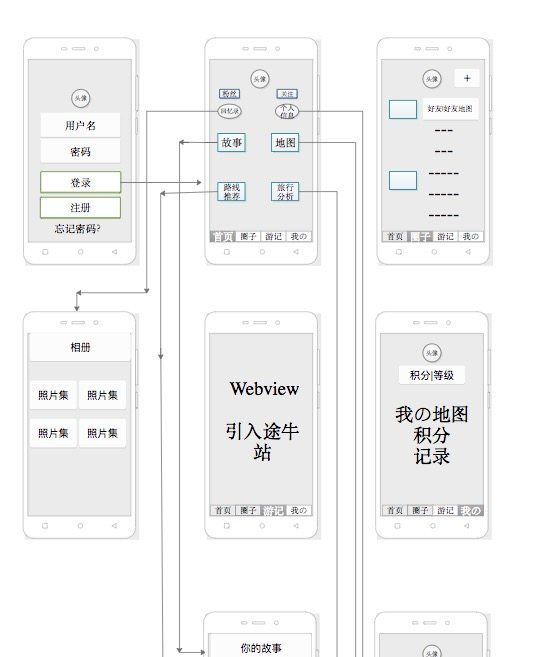 头像
用户名
密码
登录
注册
忘记密码?
头像
粉丝
关注
回忆录
个人
信息
故事
地图
路线
推荐
旅行
分析
首页 圈子 游记 我の
头像
+
好友|好友地图
---
---
-----
-----
-----
首页 圈子 游记 我の
相册
照片集 照片集
照片集 照片集
Webview
引入途牛
站
首页 圈子 游记 我の
头像
积分|等级
我の地图
积分
记录
首页 圈子 游记 我の
你的故事
头像